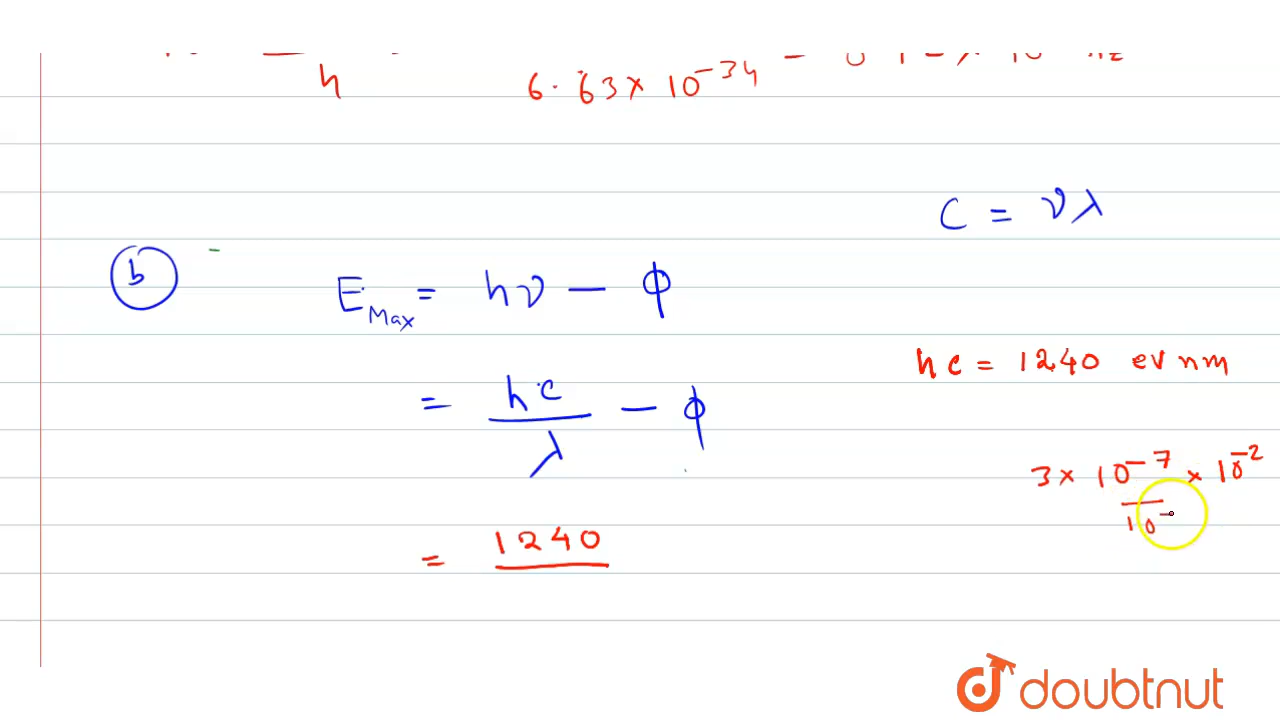 h
6.63 x 10^-34
C = νλ
b
E_Max = hν - ϕ
hc = 1240 ev nm
= hc/λ - ϕ
3 x 10^-7 x 10^-2
10^-
= 1240
doubtnut